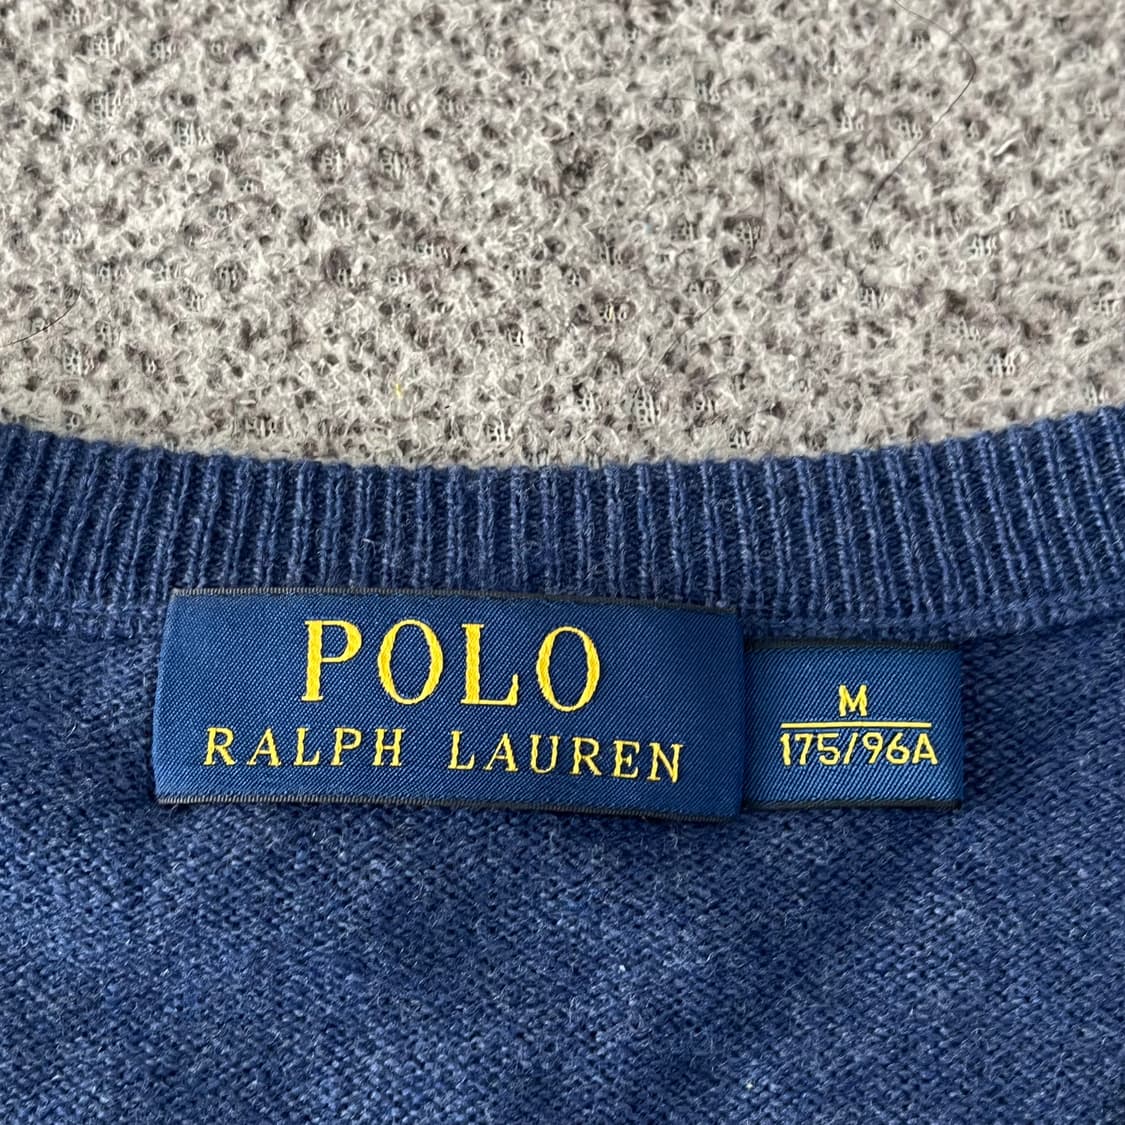 POLO
RALPH LAUREN
M
175/96A